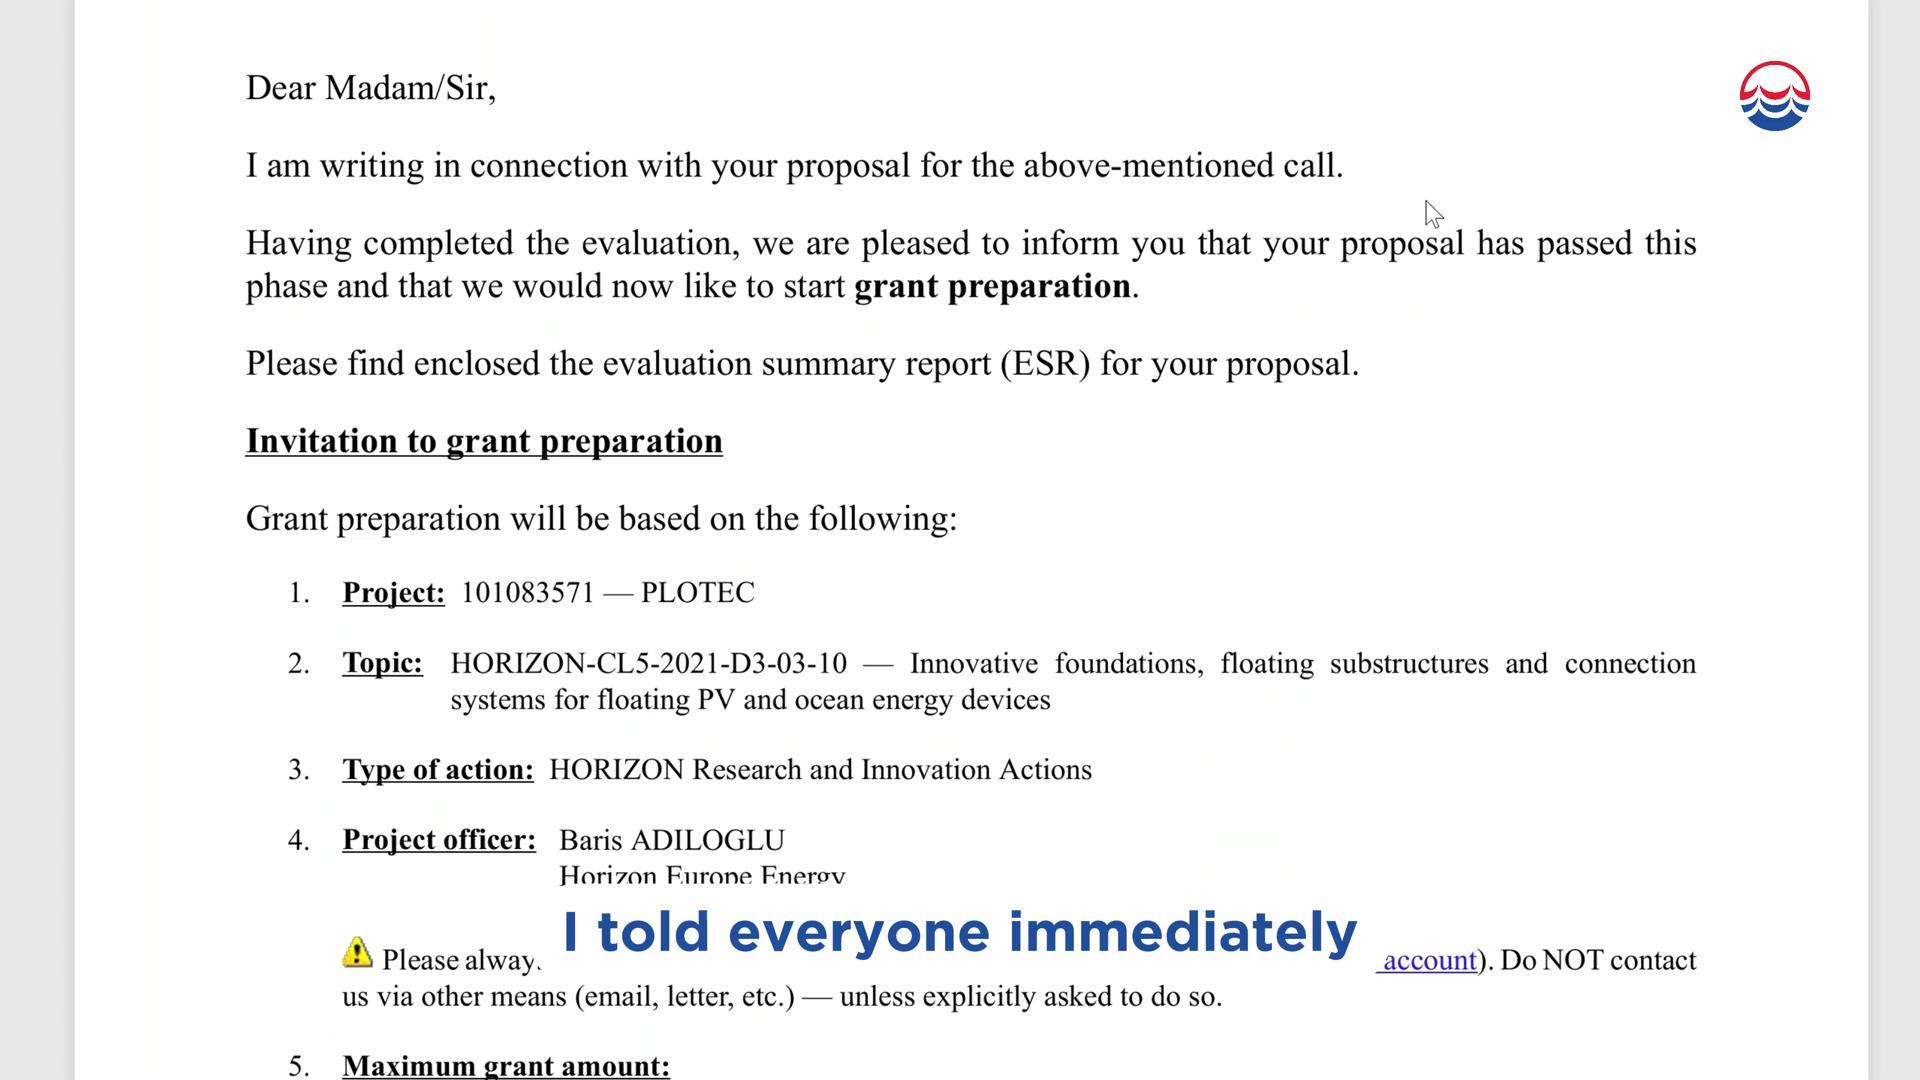 Dear Madam/Sir,
I am writing in connection with your proposal for the above-mentioned call.
Having completed the evaluation, we are pleased to inform you that your proposal has passed this
phase and that we would now like to start grant preparation.
Please find enclosed the evaluation summary report (ESR) for your proposal.
Invitation to grant preparation
Grant preparation will be based on the following:
1. Project: 101083571 — PLOTEC
2. Topic: HORIZON-CL5-2021-D3-03-10 — Innovative foundations, floating substructures and connection
systems for floating PV and ocean energy devices
3. Type of action: HORIZON Research and Innovation Actions
4. Project officer: Baris ADILOGLU
Horizon Europe Energy
I told everyone immediately
Please account). Do NOT contact
us via other means (email, letter, etc.) — unless explicitly asked to do so.
5. Maximum grant amount: